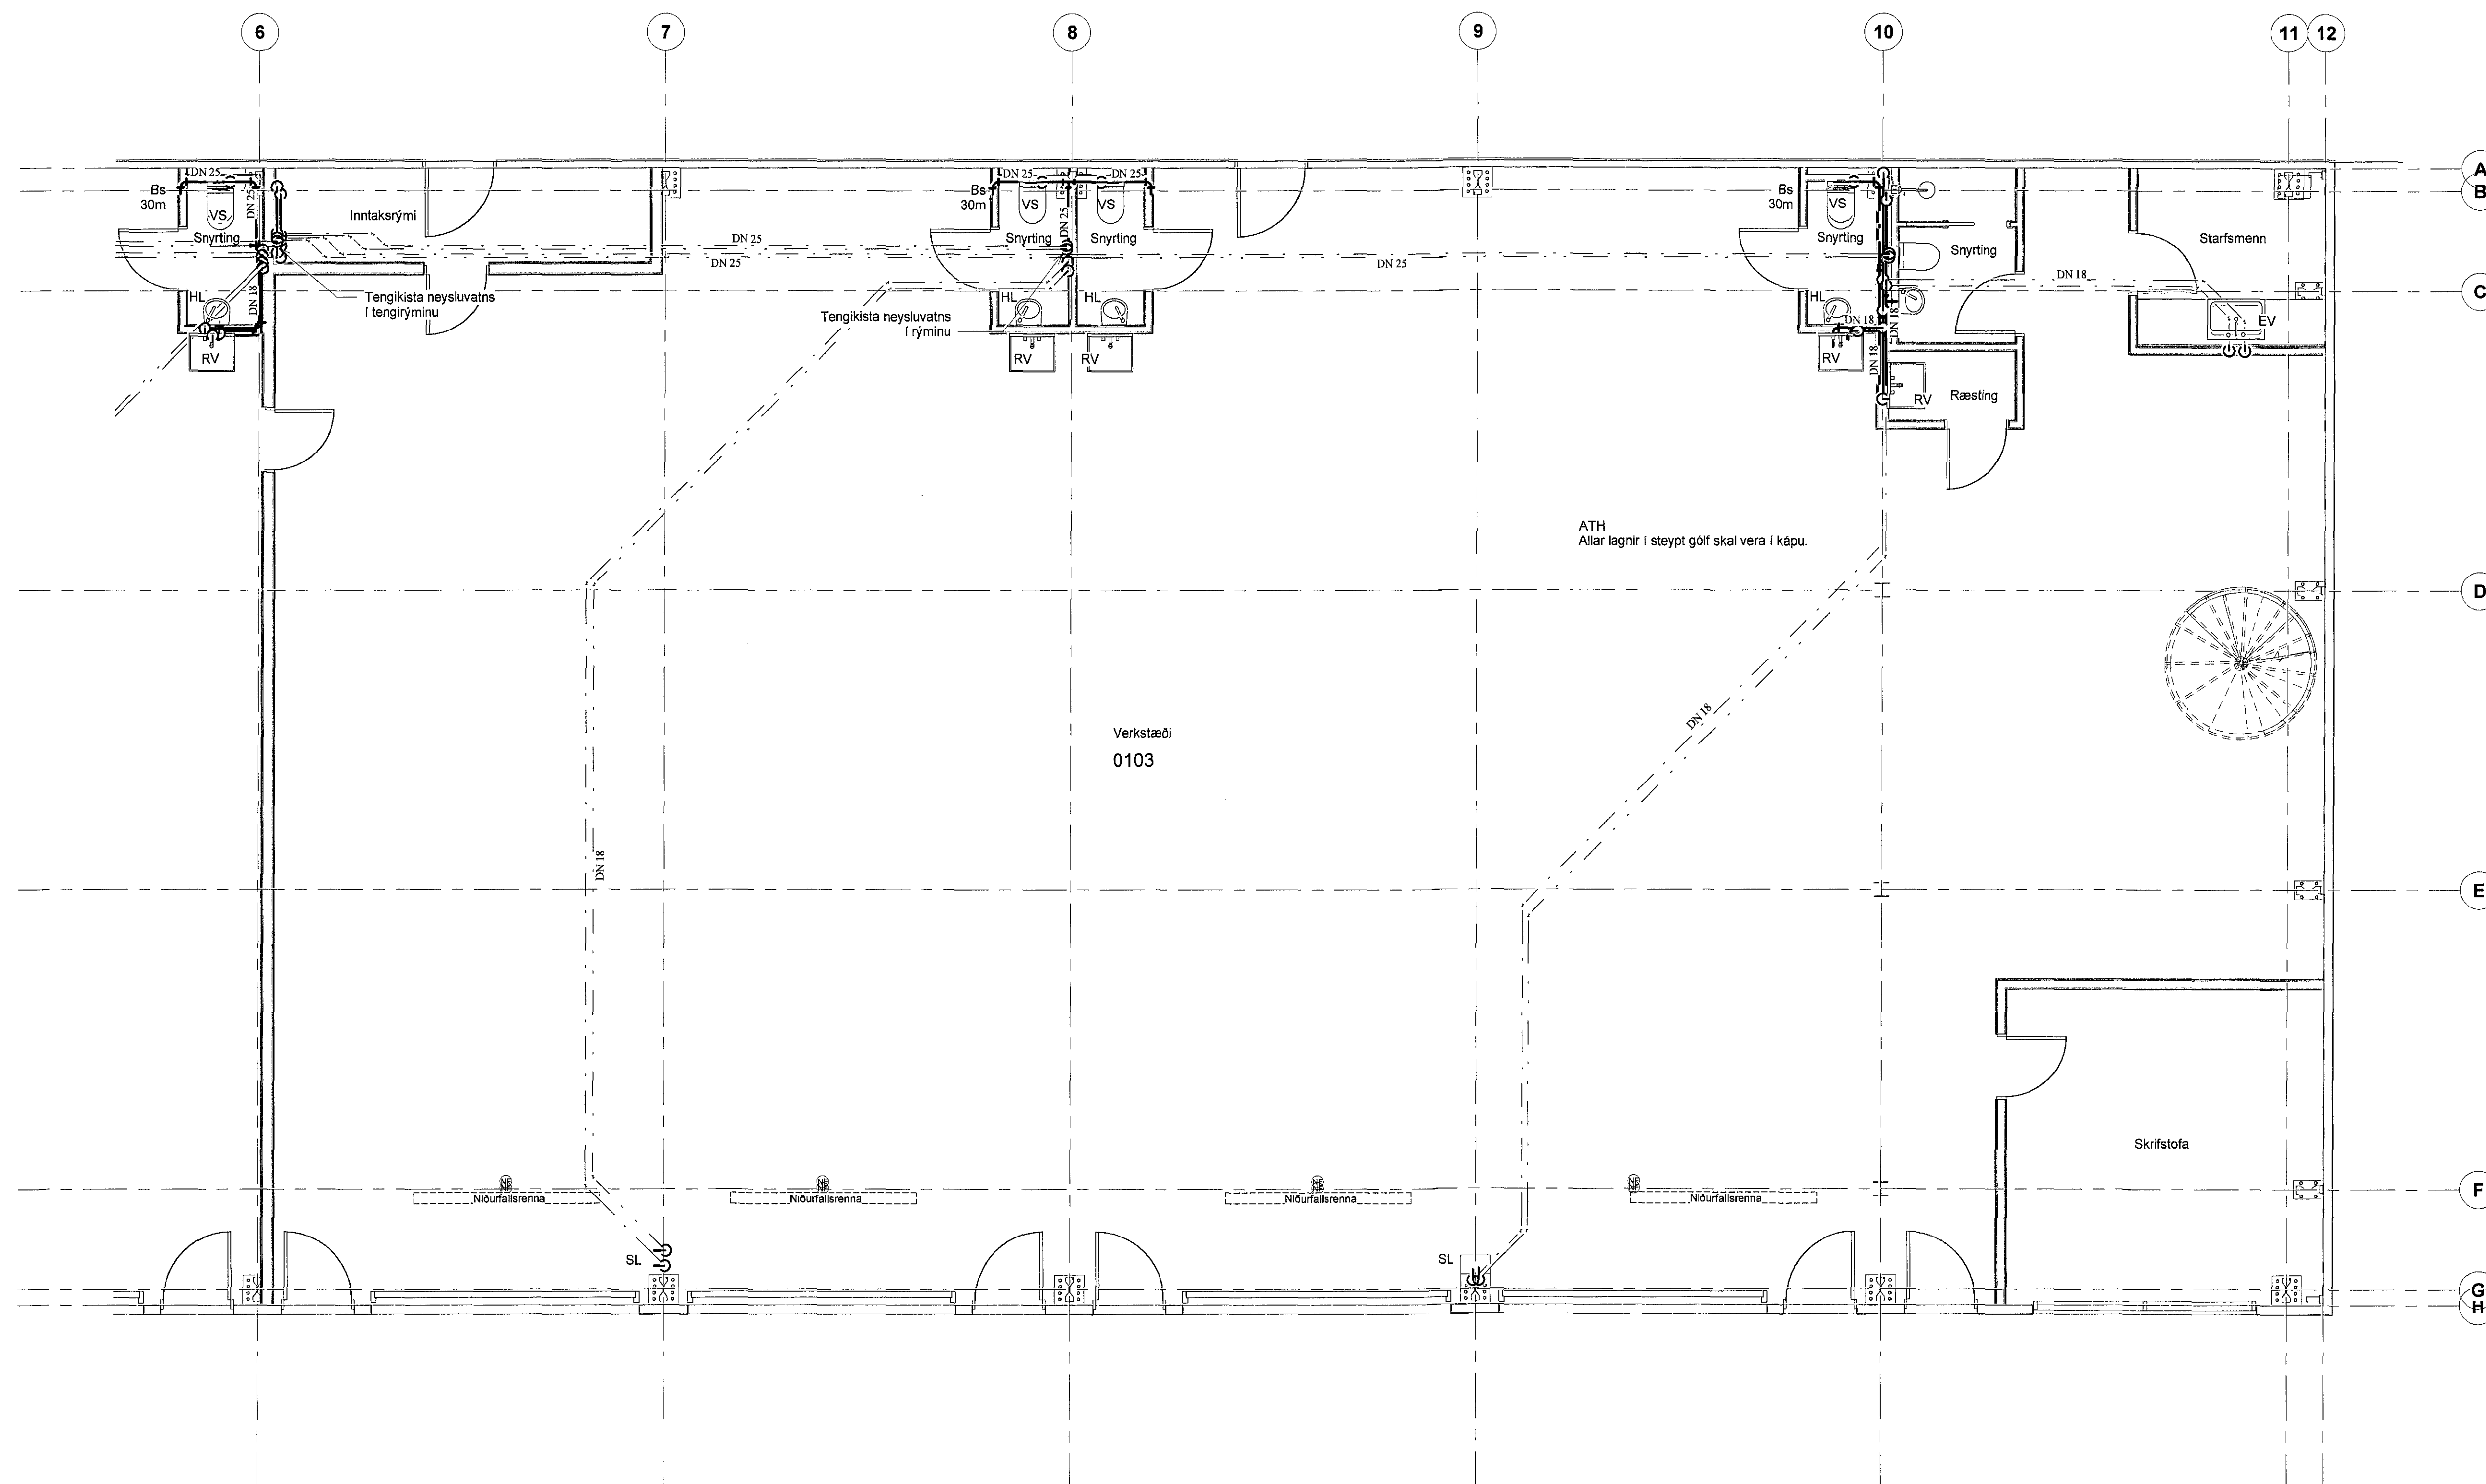 6
7
8
9
10
11
12
A
B
C
D
E
F
G
H
DN 25
DN 25
Bs
30m
VS
Snyrting
HL
DN 18
RV
Inntaksrými
Tengikista neysluvatns
í tengirýminu
DN 25
DN 25
DN 25
DN 25
DN 25
Bs
30m
VS
VS
Snyrting
Snyrting
HL
HL
RV
RV
Tengikista neysluvatns
í rýminu
DN 25
Bs
30m
VS
Snyrting
HL
DN 18
DN 18
DN 18
RV
Snyrting
RV
Ræsting
Starfsmenn
DN 18
EV
ATH
Allar lagnir í steypt gólf skal vera í kápu.
DN 18
DN 18
Verkstæði
0103
Skrifstofa
NF
NF
NF
NF
Niðurfallsrenna
Niðurfallsrenna
Niðurfallsrenna
Niðurfallsrenna
SL
SL